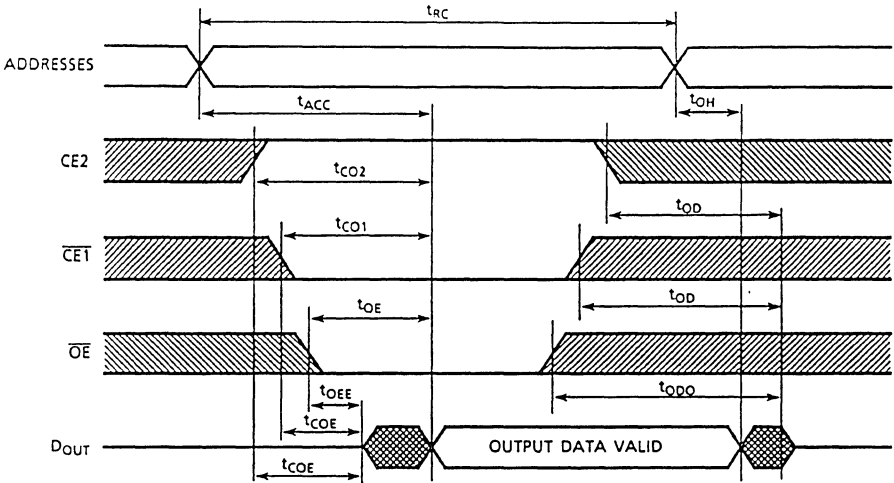 tRC
ADDRESSES
tACC
tOH
CE2
tCO2
tOD
CE1
tCO1
tOD
OE
tOE
tODO
tOEE
tCOE
DOUT
OUTPUT DATA VALID
tCOE